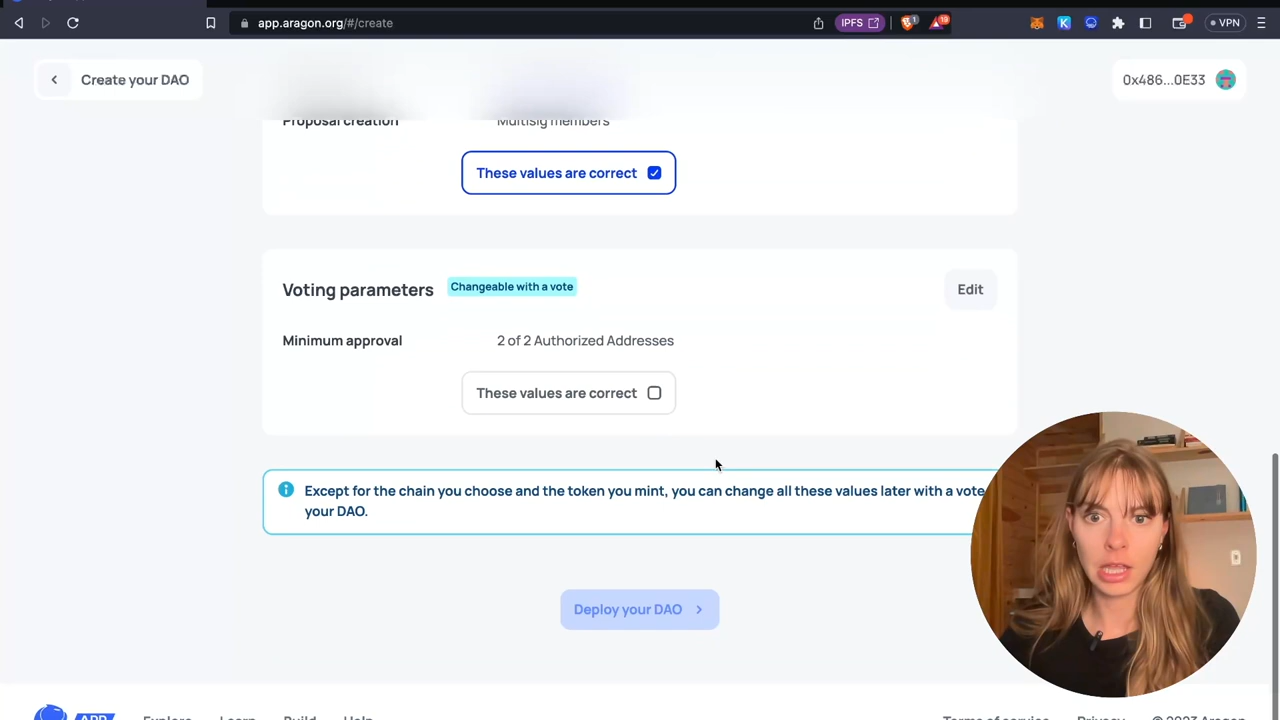 app.aragon.org/#/create
IPFS
1
19
VPN
Create your DAO
0x486...0E33
Proposal creation
Multisig members
These values are correct
Voting parameters
Changeable with a vote
Edit
Minimum approval
2 of 2 Authorized Addresses
These values are correct
Except for the chain you choose and the token you mint, you can change all these values later with a vote
your DAO.
Deploy your DAO
APP
Explore
Learn
Build
Help
Terms of service
Privacy
© 2023 Aragon